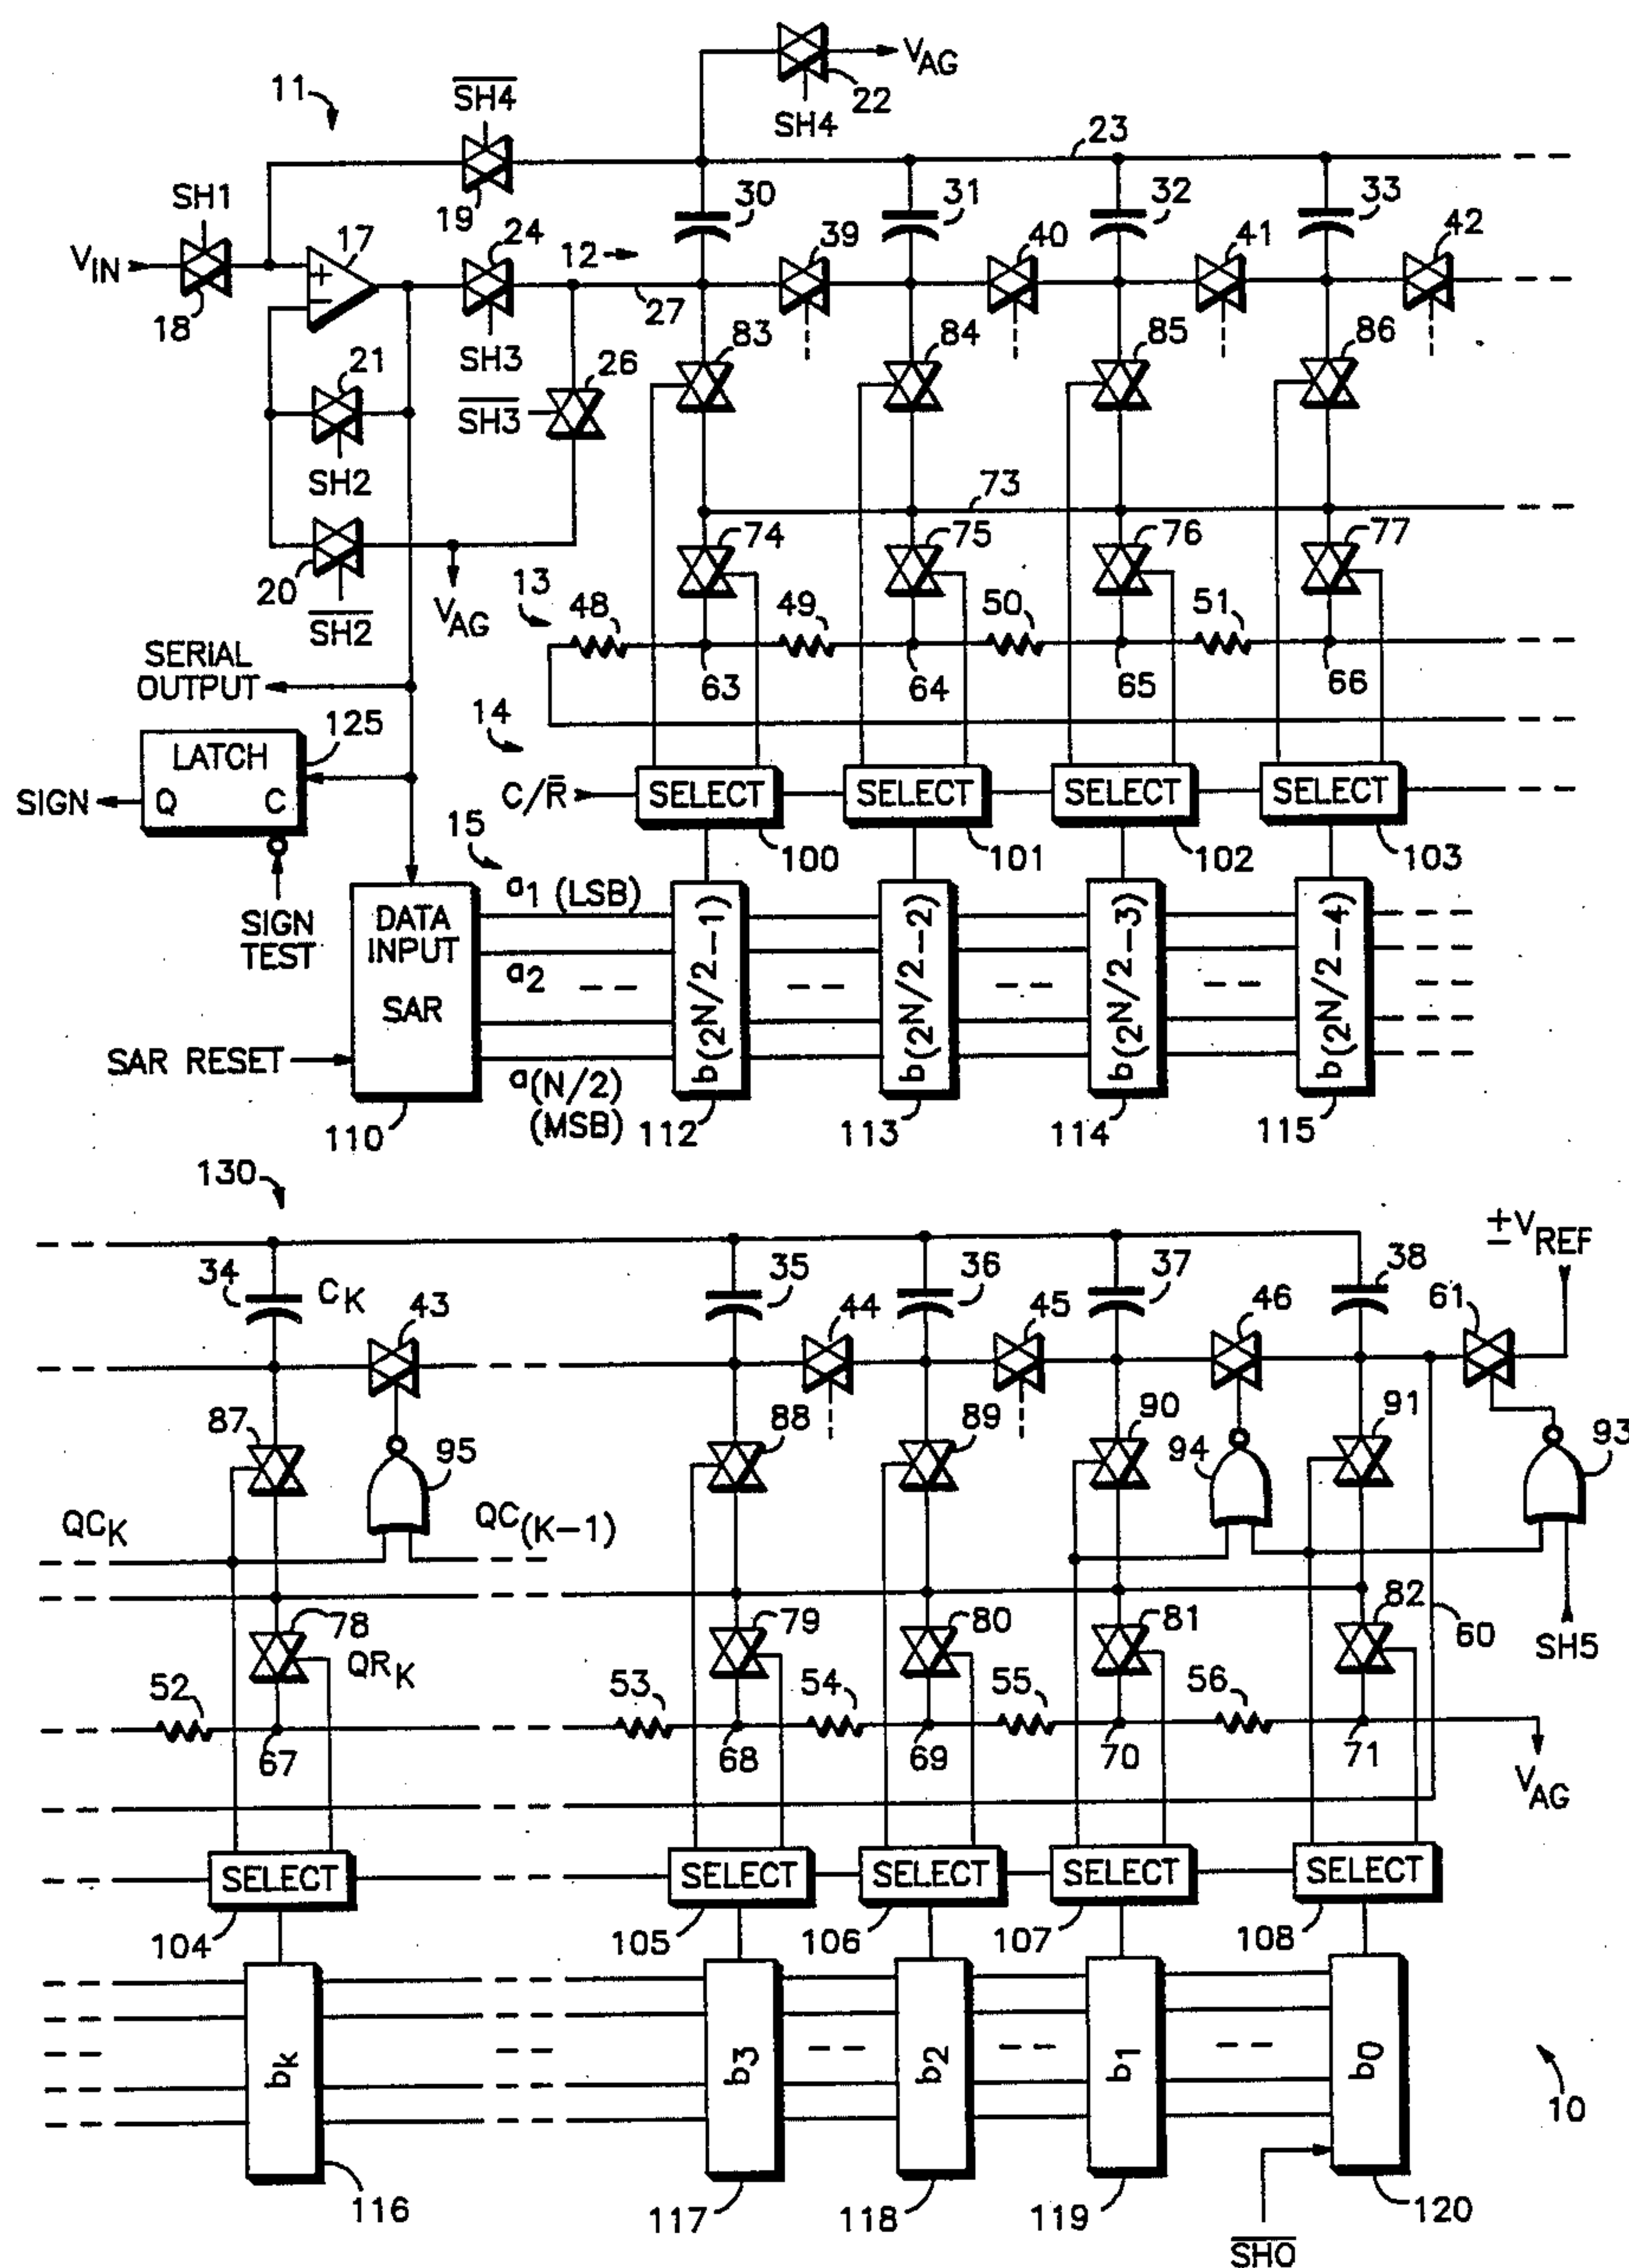 V_AG
22
SH4
11
SH4
23
SH1
19
30
31
32
33
V_IN
17
24
12
39
40
41
42
18
27
SH3
21
26
83
84
85
86
SH3
SH2
73
74
75
76
77
20
SH2
V_AG
13
48
49
50
51
63
64
65
66
SERIAL
OUTPUT
125
14
LATCH
Q C
SIGN
C/R̄
SELECT
SELECT
SELECT
SELECT
100
101
102
103
15
a1 (LSB)
SIGN
TEST
DATA
INPUT
SAR
a2
b(2^N/2--1)
b(2^N/2--2)
b(2^N/2--3)
b(2^N/2--4)
SAR RESET
a(N/2)
(MSB)
110
112
113
114
115
130
±V_REF
34
C_K
43
35
36
37
38
61
44
45
46
87
95
88
89
90
94
91
93
QC_K
QC_(K-1)
78
QR_K
79
80
81
82
60
SH5
52
53
54
55
56
67
68
69
70
71
V_AG
SELECT
SELECT
SELECT
SELECT
SELECT
104
105
106
107
108
b_k
b3
b2
b1
b0
10
116
117
118
119
120
SHO